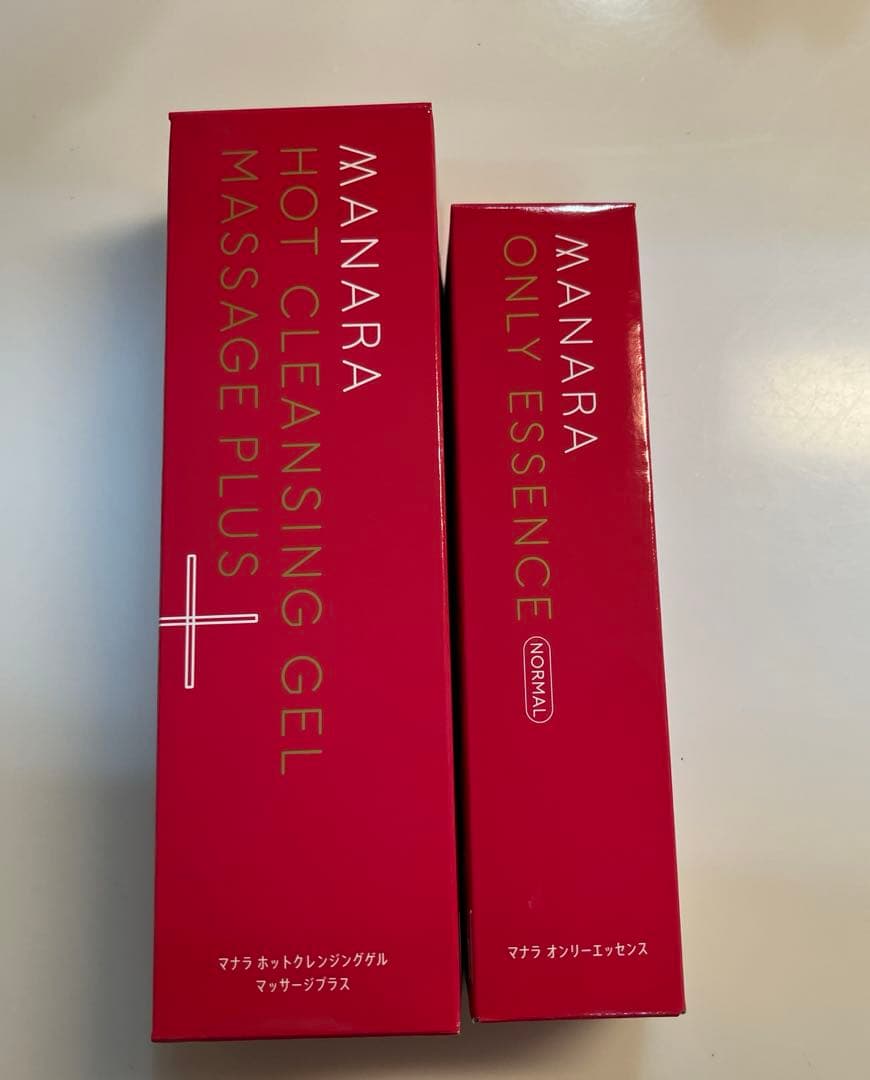 MANARA
HOT CLEANSING GEL
MASSAGE PLUS
マナラ ホットクレンジングゲル
マッサージプラス
MANARA
ONLY ESSENCE
NORMAL
マナラ オンリーエッセンス